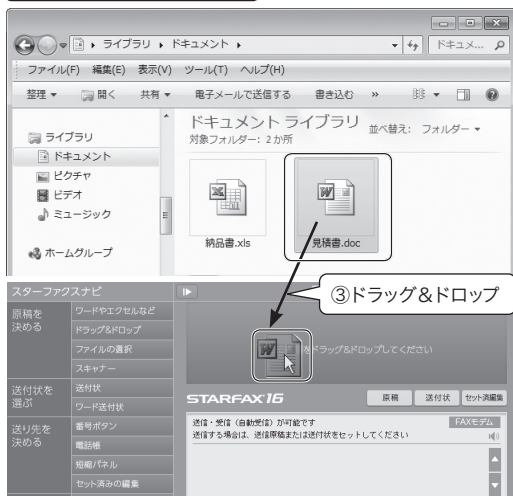 ライブラリ ▸ ドキュメント ▸
ドキュメ...
ファイル(F) 編集(E) 表示(V) ツール(T) ヘルプ(H)
整理 ▼ 開く 共有 ▼ 電子メールで送信する 書き込む »
ライブラリ
ドキュメント
ピクチャ
ビデオ
ミュージック
ホームグループ
ドキュメント ライブラリ
対象フォルダー: 2か所
並べ替え: フォルダー ▼
納品書.xls
見積書.doc
③ドラッグ&ドロップ
スターファクスナビ
原稿を
決める
ワードやエクセルなど
ドラッグ&ドロップ
ファイルの選択
スキャナー
送付状を
選ぶ
送付状
ワード送付状
送り先を
決める
番号ボタン
電話帳
短縮パネル
セット済みの編集
をドラッグ&ドロップしてください
STARFAX'16
原稿 送付状 セット済編集
送信・受信（自動受信）が可能です
送信する場合は、送信原稿または送付状をセットしてください
FAXモデム